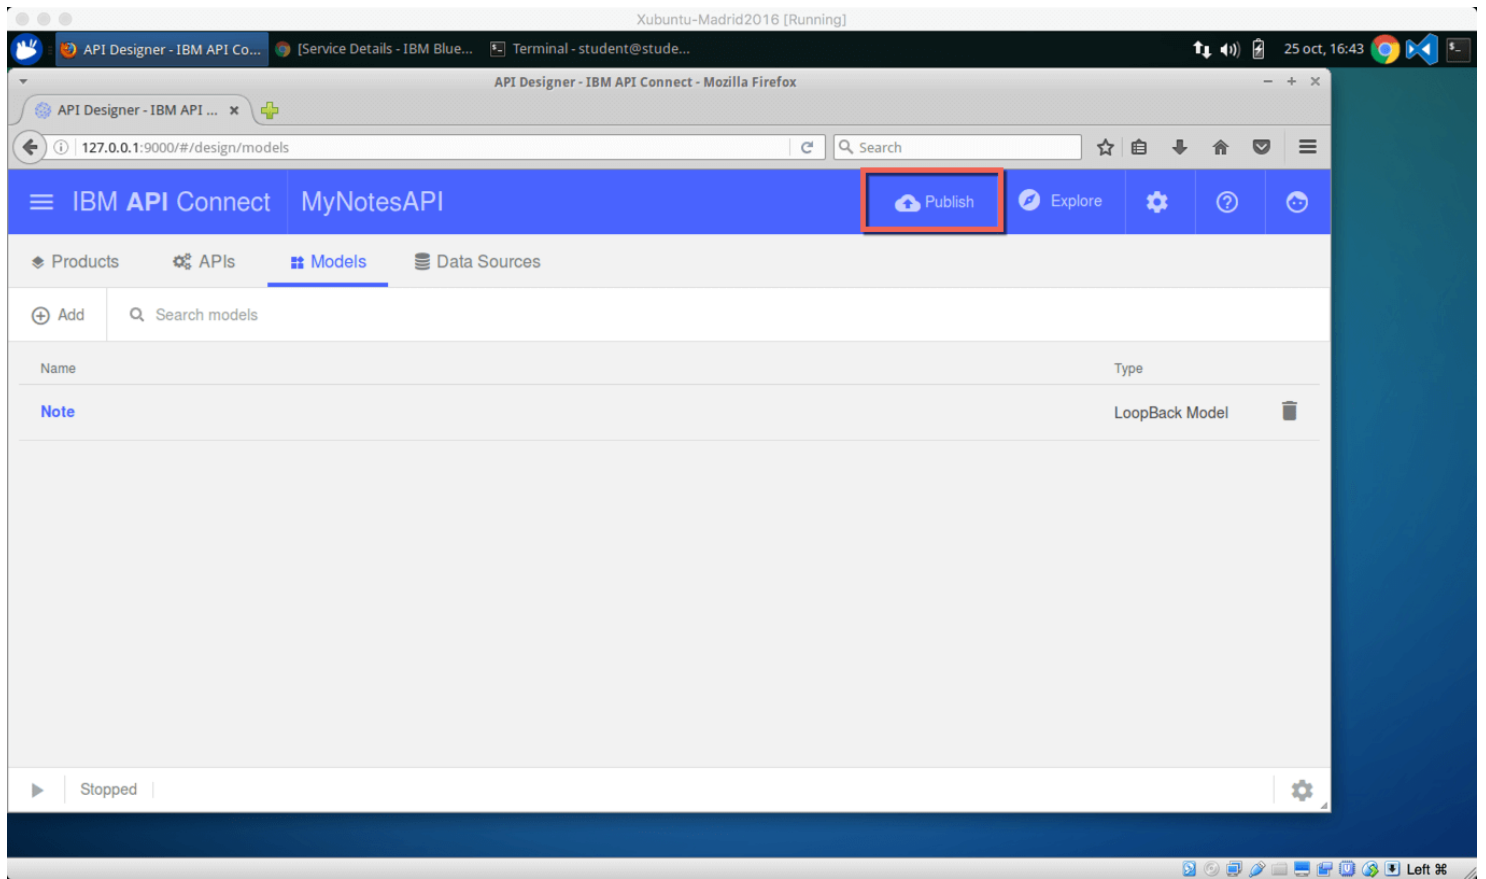 Xubuntu-Madrid2016 [Running]
API Designer - IBM API Co... [Service Details - IBM Blue... Terminal - student@stude... 25 oct, 16:43
API Designer - IBM API Connect - Mozilla Firefox
API Designer - IBM API ...
127.0.0.1:9000/#/design/models Search
IBM API Connect MyNotesAPI Publish Explore
Products APIs Models Data Sources
Add Search models
Name Type
Note LoopBack Model
Stopped
Left ⌘